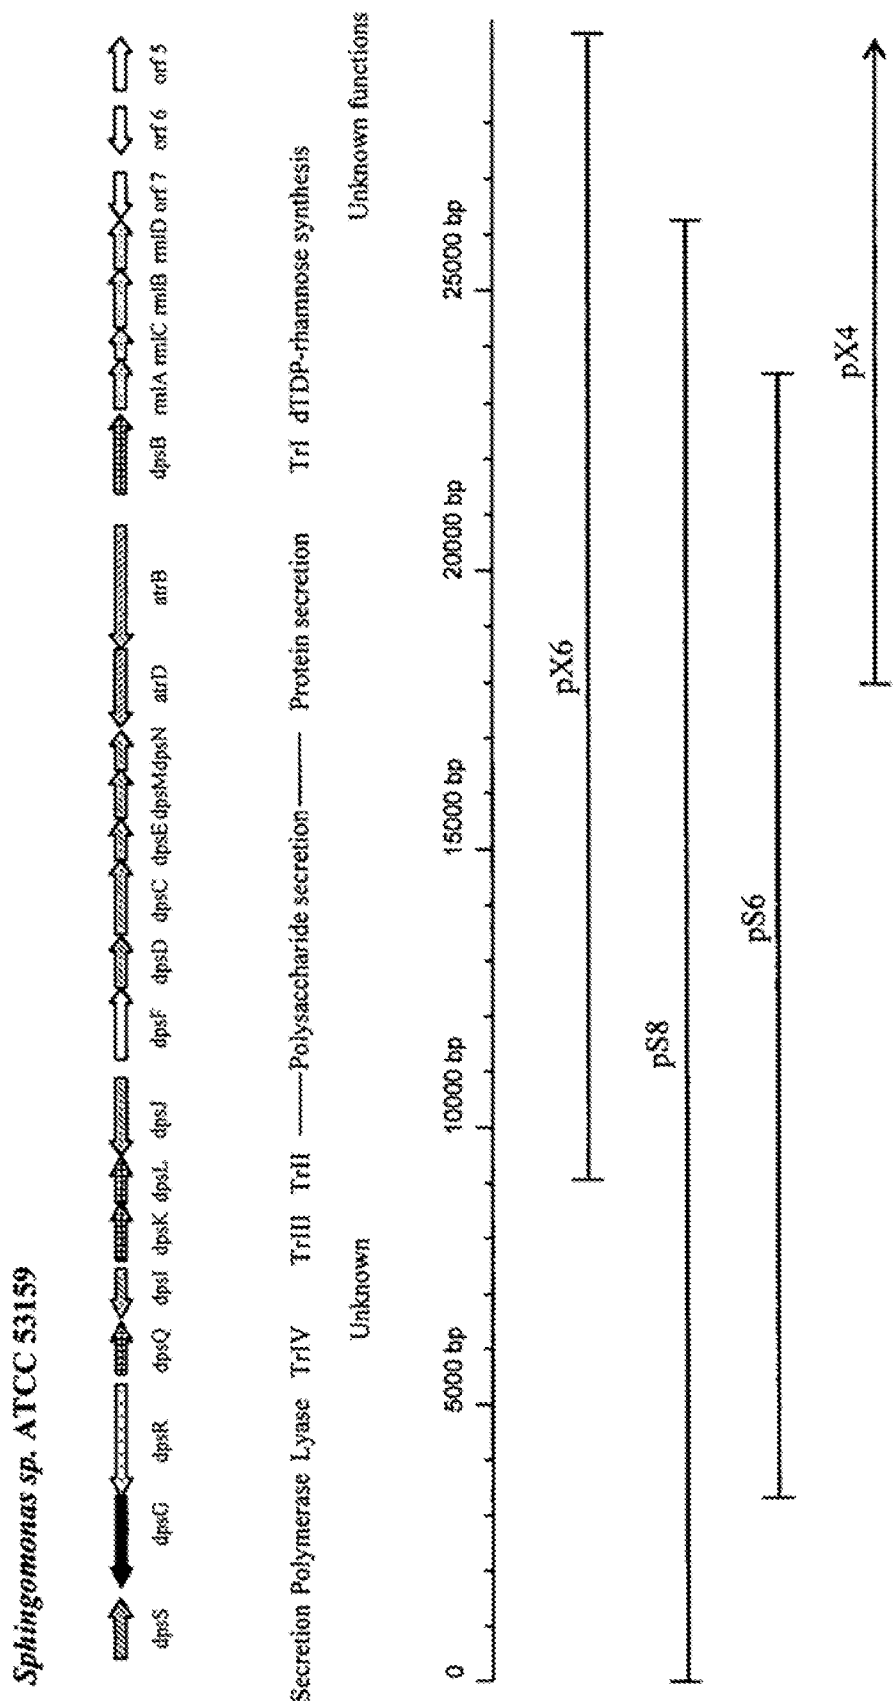 Sphingomonas sp. ATCC 53159
dpsS dpsG dpsR dpsQ dpsI dpsK dpsL dpsJ dpsF dpsD dpsC dpsE dpsM dpsN atrD atrB dpsB rmlA rmlC rmlB rmlD orf 7 orf 6 orf 5
Secretion Polymerase Lyase TrIV TrIII TrII Polysaccharide secretion Protein secretion TrI dTDP-rhamnose synthesis
Unknown Unknown functions
0 5000 bp 10000 bp 15000 bp 20000 bp 25000 bp
pX6
pS8
pS6
pX4